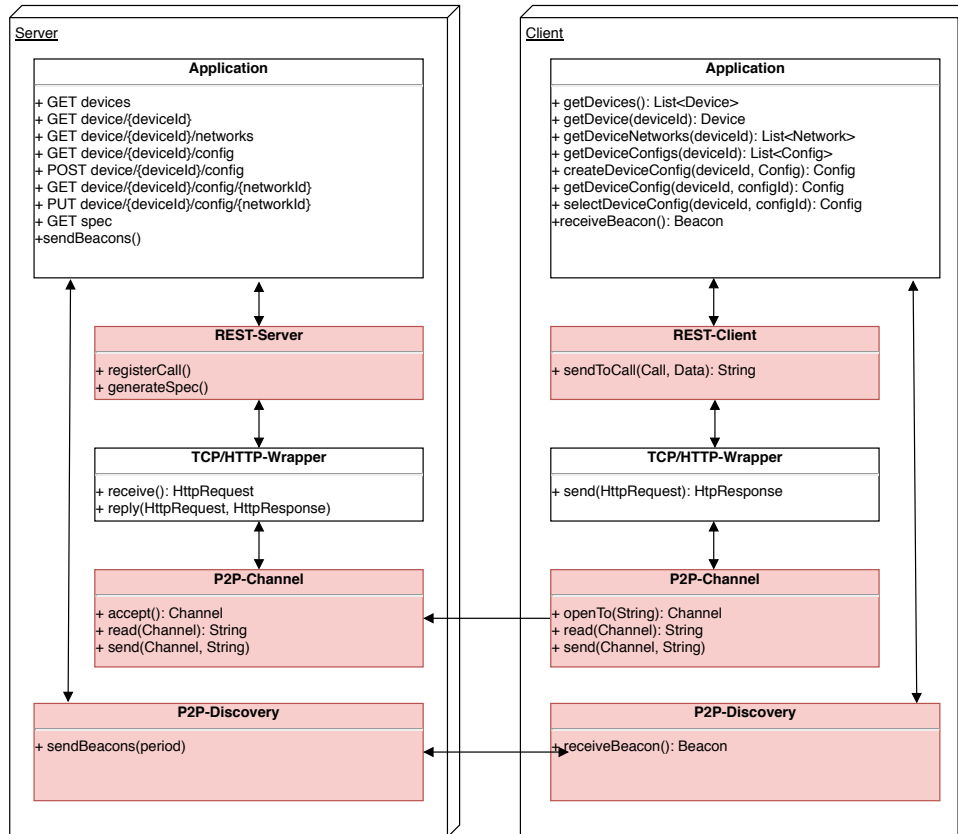 Server
Application
+ GET devices
+ GET device/{deviceId}
+ GET device/{deviceId}/networks
+ GET device/{deviceId}/config
+ POST device/{deviceId}/config
+ GET device/{deviceId}/config/{networkId}
+ PUT device/{deviceId}/config/{networkId}
+ GET spec
+sendBeacons()
REST-Server
+ registerCall()
+ generateSpec()
TCP/HTTP-Wrapper
+ receive(): HttpRequest
+ reply(HttpRequest, HttpResponse)
P2P-Channel
+ accept(): Channel
+ read(Channel): String
+ send(Channel, String)
P2P-Discovery
+ sendBeacons(period)
Client
Application
+ getDevices(): List<Device>
+ getDevice(deviceId): Device
+ getDeviceNetworks(deviceId): List<Network>
+ getDeviceConfigs(deviceId): List<Config>
+ createDeviceConfig(deviceId, Config): Config
+ getDeviceConfig(deviceId, configId): Config
+ selectDeviceConfig(deviceId, configId): Config
+receiveBeacon(): Beacon
REST-Client
+ sendToCall(Call, Data): String
TCP/HTTP-Wrapper
+ send(HttpRequest): HtpResponse
P2P-Channel
+ openTo(String): Channel
+ read(Channel): String
+ send(Channel, String)
P2P-Discovery
+ receiveBeacon(): Beacon